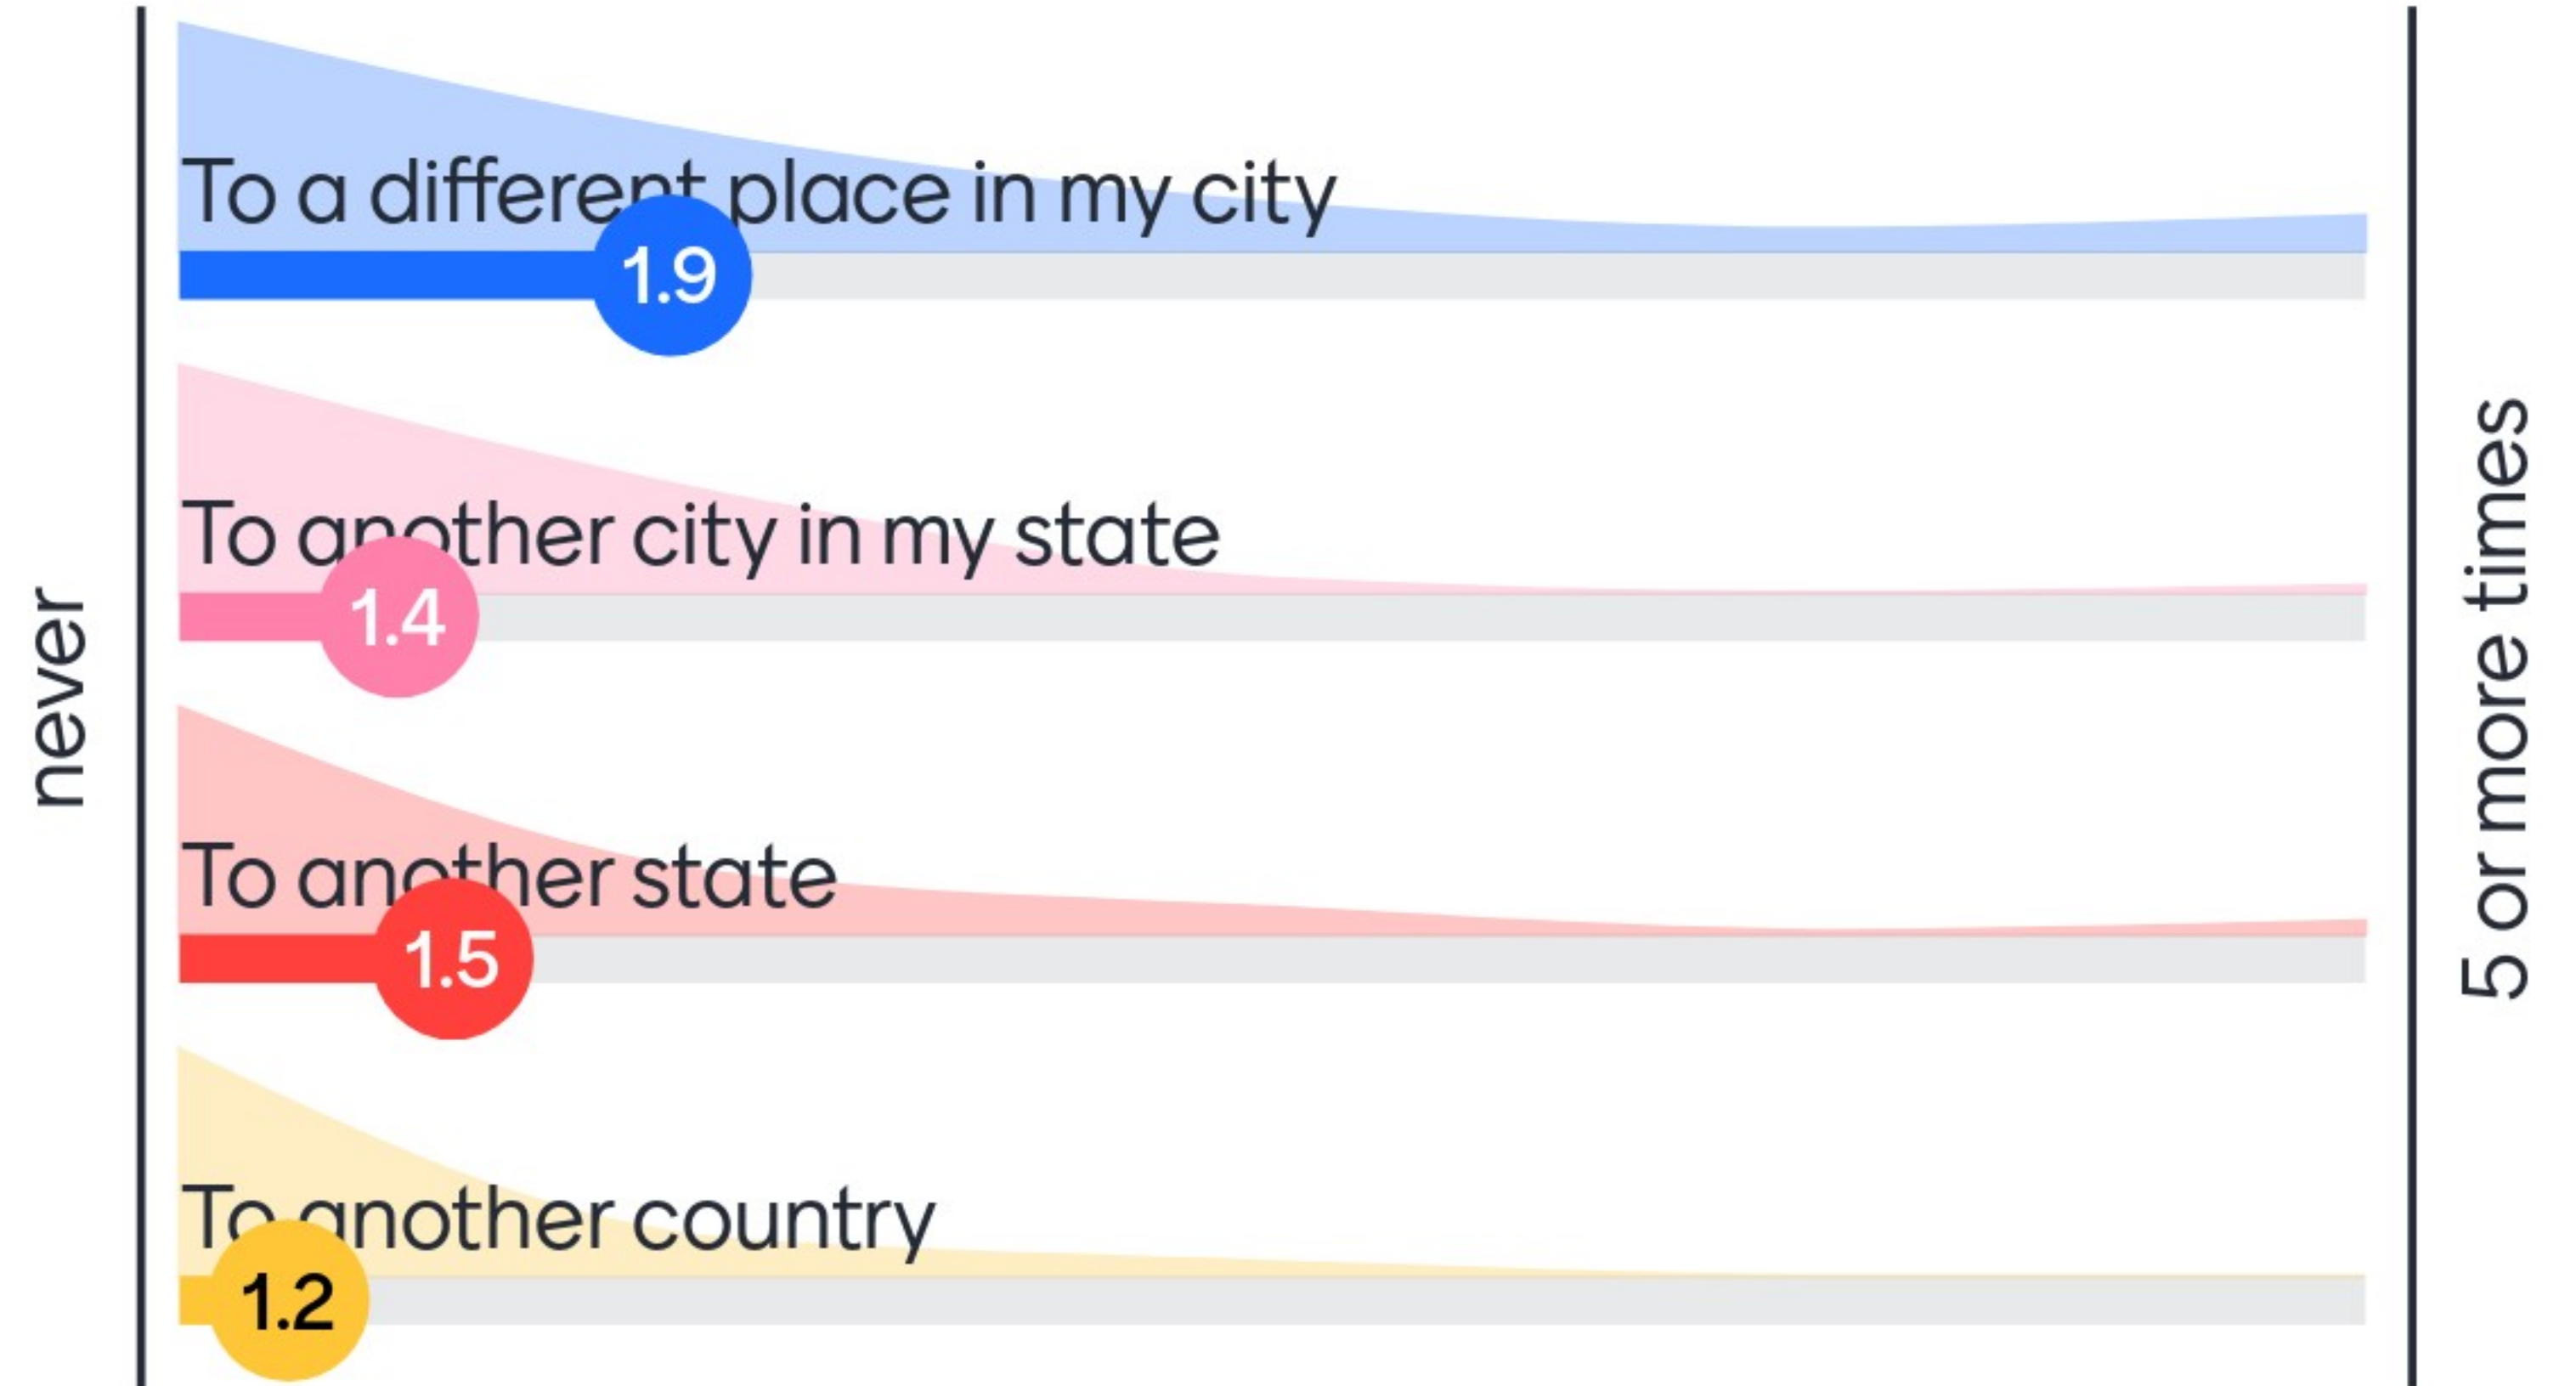 To a different place in my city
1.9
To another city in my state
1.4
To another state
1.5
To another country
1.2
never
5 or more times